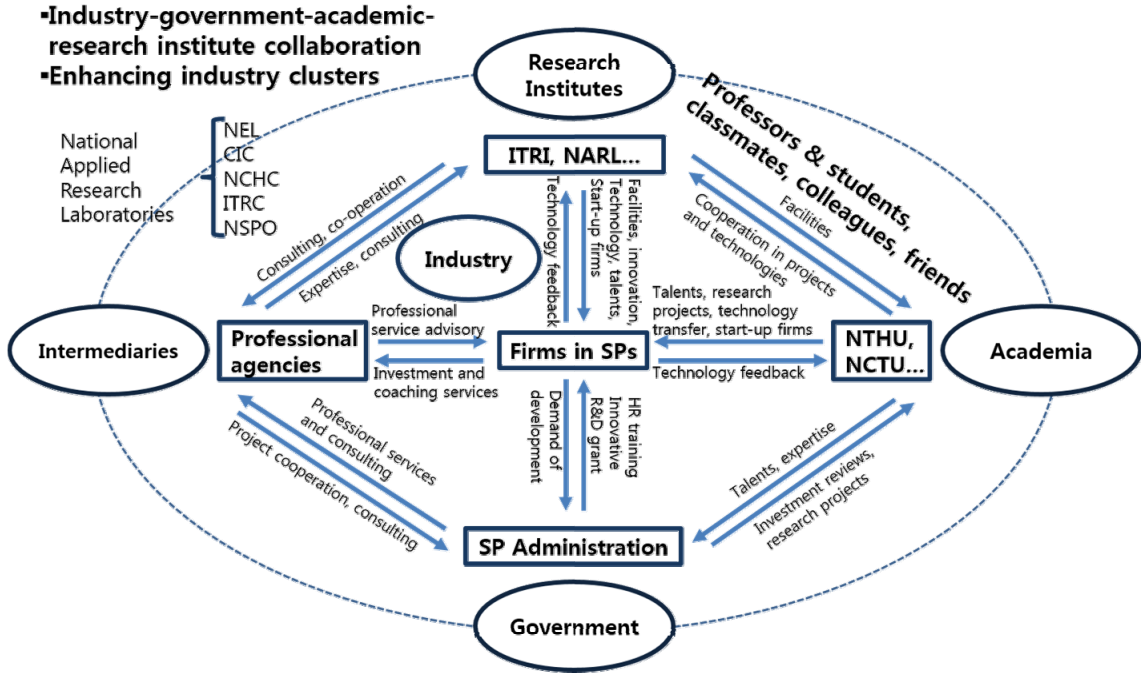 ▪Industry-government-academic-
research institute collaboration
▪Enhancing industry clusters
Research
Institutes
National
Applied
Research
Laboratories
NEL
CIC
NCHC
ITRC
NSPO
ITRI, NARL...
Professors & students,
classmates, colleagues, friends
Consulting, co-operation
Expertise, consulting
Industry
Technology feedback
Facilities, innovation,
Technology, talents,
Start-up firms
Facilities
Cooperation in projects
and technologies
Intermediaries
Professional
agencies
Professional
service advisory
Investment and
coaching services
Firms in SPs
Talents, research
projects, technology
transfer, start-up firms
Technology feedback
NTHU,
NCTU...
Academia
Professional services
and consulting
Project cooperation, consulting
Demand of
development
HR training
Innovative
R&D grant
Talents, expertise
Investment reviews,
research projects
SP Administration
Government